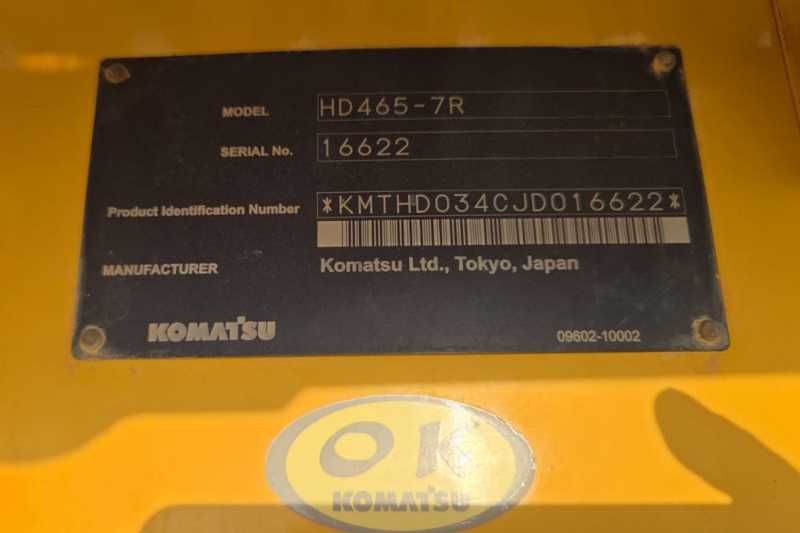 MODEL HD465-7R
SERIAL No. 16622
Product Identification Number *KMTHD034CJD016622*
MANUFACTURER Komatsu Ltd., Tokyo, Japan
KOMATSU 09602-10002
OK
KOMATSU